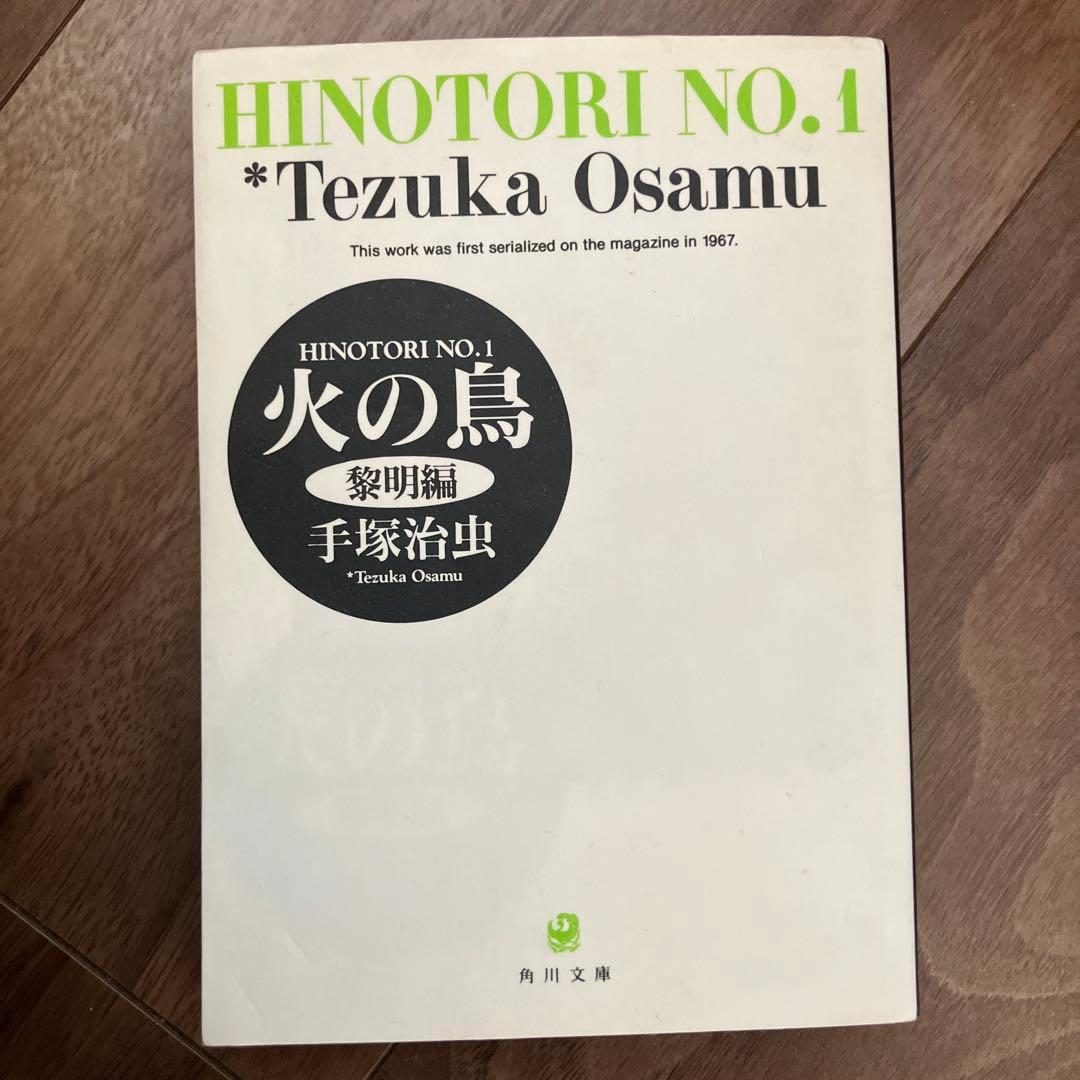 HINOTORI NO.1
*Tezuka Osamu
This work was first serialized on the magazine in 1967.
HINOTORI NO.1
火の鳥
黎明編
手塚治虫
*Tezuka Osamu
角川文庫